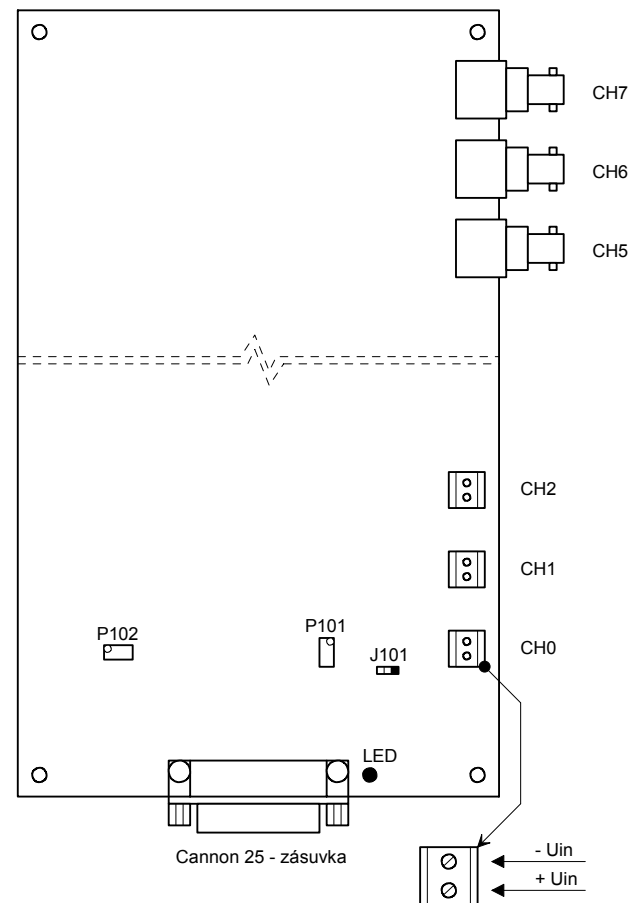 CH7
CH6
CH5
CH2
CH1
CH0
P102
P101
J101
LED
Cannon 25 - zásuvka
- Uin
+ Uin